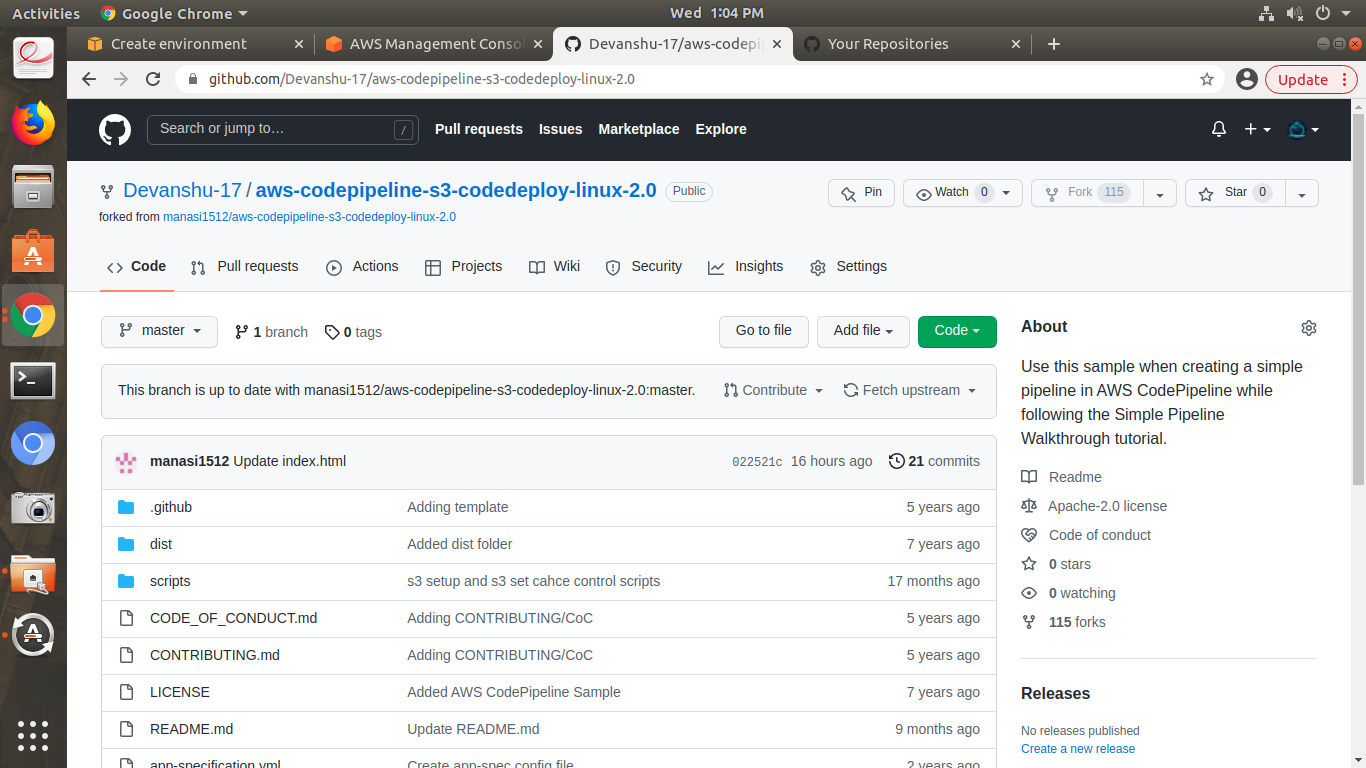 Activities Google Chrome Wed 1:04 PM
Create environment AWS Management Conso Devanshu-17/aws-codepip Your Repositories
github.com/Devanshu-17/aws-codepipeline-s3-codedeploy-linux-2.0 Update
Search or jump to… / Pull requests Issues Marketplace Explore
Devanshu-17 / aws-codepipeline-s3-codedeploy-linux-2.0 Public Pin Watch 0 Fork 115 Star 0
forked from manasi1512/aws-codepipeline-s3-codedeploy-linux-2.0
Code Pull requests Actions Projects Wiki Security Insights Settings
master 1 branch 0 tags Go to file Add file Code
This branch is up to date with manasi1512/aws-codepipeline-s3-codedeploy-linux-2.0:master. Contribute Fetch upstream
manasi1512 Update index.html 022521c 16 hours ago 21 commits
.github Adding template 5 years ago
dist Added dist folder 7 years ago
scripts s3 setup and s3 set cahce control scripts 17 months ago
CODE_OF_CONDUCT.md Adding CONTRIBUTING/CoC 5 years ago
CONTRIBUTING.md Adding CONTRIBUTING/CoC 5 years ago
LICENSE Added AWS CodePipeline Sample 7 years ago
README.md Update README.md 9 months ago
app-specification.yml Create app-spec config file 2 years ago
About
Use this sample when creating a simple
pipeline in AWS CodePipeline while
following the Simple Pipeline
Walkthrough tutorial.
Readme
Apache-2.0 license
Code of conduct
0 stars
0 watching
115 forks
Releases
No releases published
Create a new release